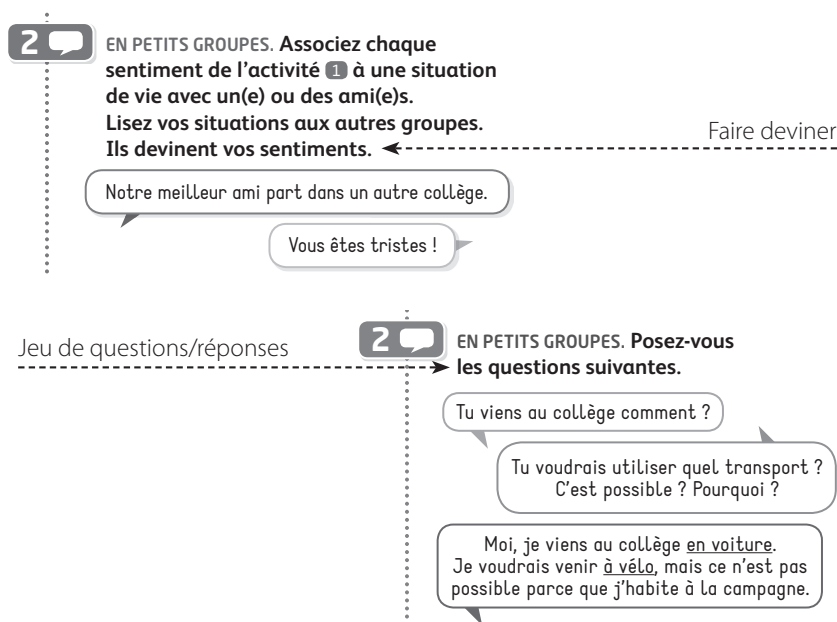 2
EN PETITS GROUPES. Associez chaque
sentiment de l'activité 1 à une situation
de vie avec un(e) ou des ami(e)s.
Lisez vos situations aux autres groupes.
Ils devinent vos sentiments.
Faire deviner
Notre meilleur ami part dans un autre collège.
Vous êtes tristes !
Jeu de questions/réponses
2
EN PETITS GROUPES. Posez-vous
les questions suivantes.
Tu viens au collège comment ?
Tu voudrais utiliser quel transport ?
C'est possible ? Pourquoi ?
Moi, je viens au collège en voiture.
Je voudrais venir à vélo, mais ce n'est pas
possible parce que j'habite à la campagne.